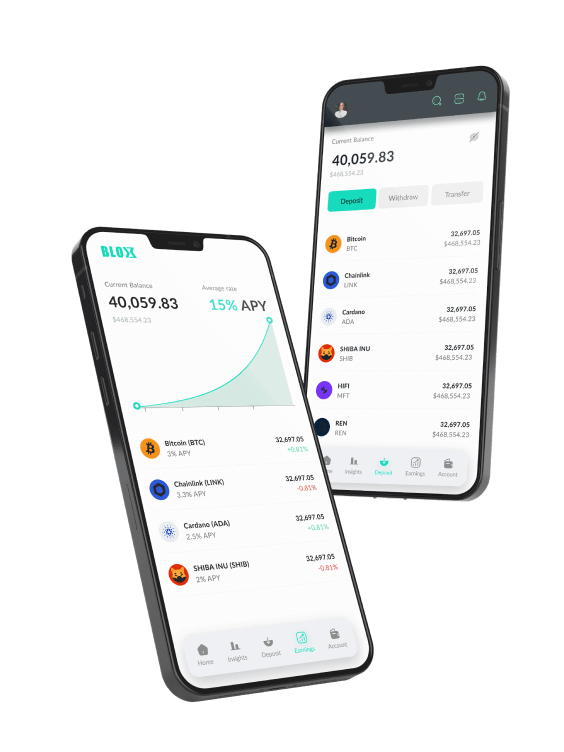 BLOX
Current Balance
40,059.83
$468,554.23
Average rate
15% APY
Bitcoin (BTC)
3% APY
32,697.05
+0.81%
Chainlink (LINK)
3.3% APY
32,697.05
-0.81%
Cardano (ADA)
2.5% APY
32,697.05
+0.81%
SHIBA INU (SHIB)
2% APY
32,697.05
-0.81%
Home
Insights
Deposit
Earnings
Account
Current Balance
40,059.83
$468,554.23
Deposit
Withdraw
Transfer
Bitcoin
BTC
32,697.05
$468,554.23
Chainlink
LINK
32,697.05
$468,554.23
Cardano
ADA
32,697.05
$468,554.23
SHIBA INU
SHIB
32,697.05
$468,554.23
HIFI
MFT
32,697.05
$468,554.23
REN
REN
32,697.05
$468,554.23
Insights
Deposit
Earnings
Account